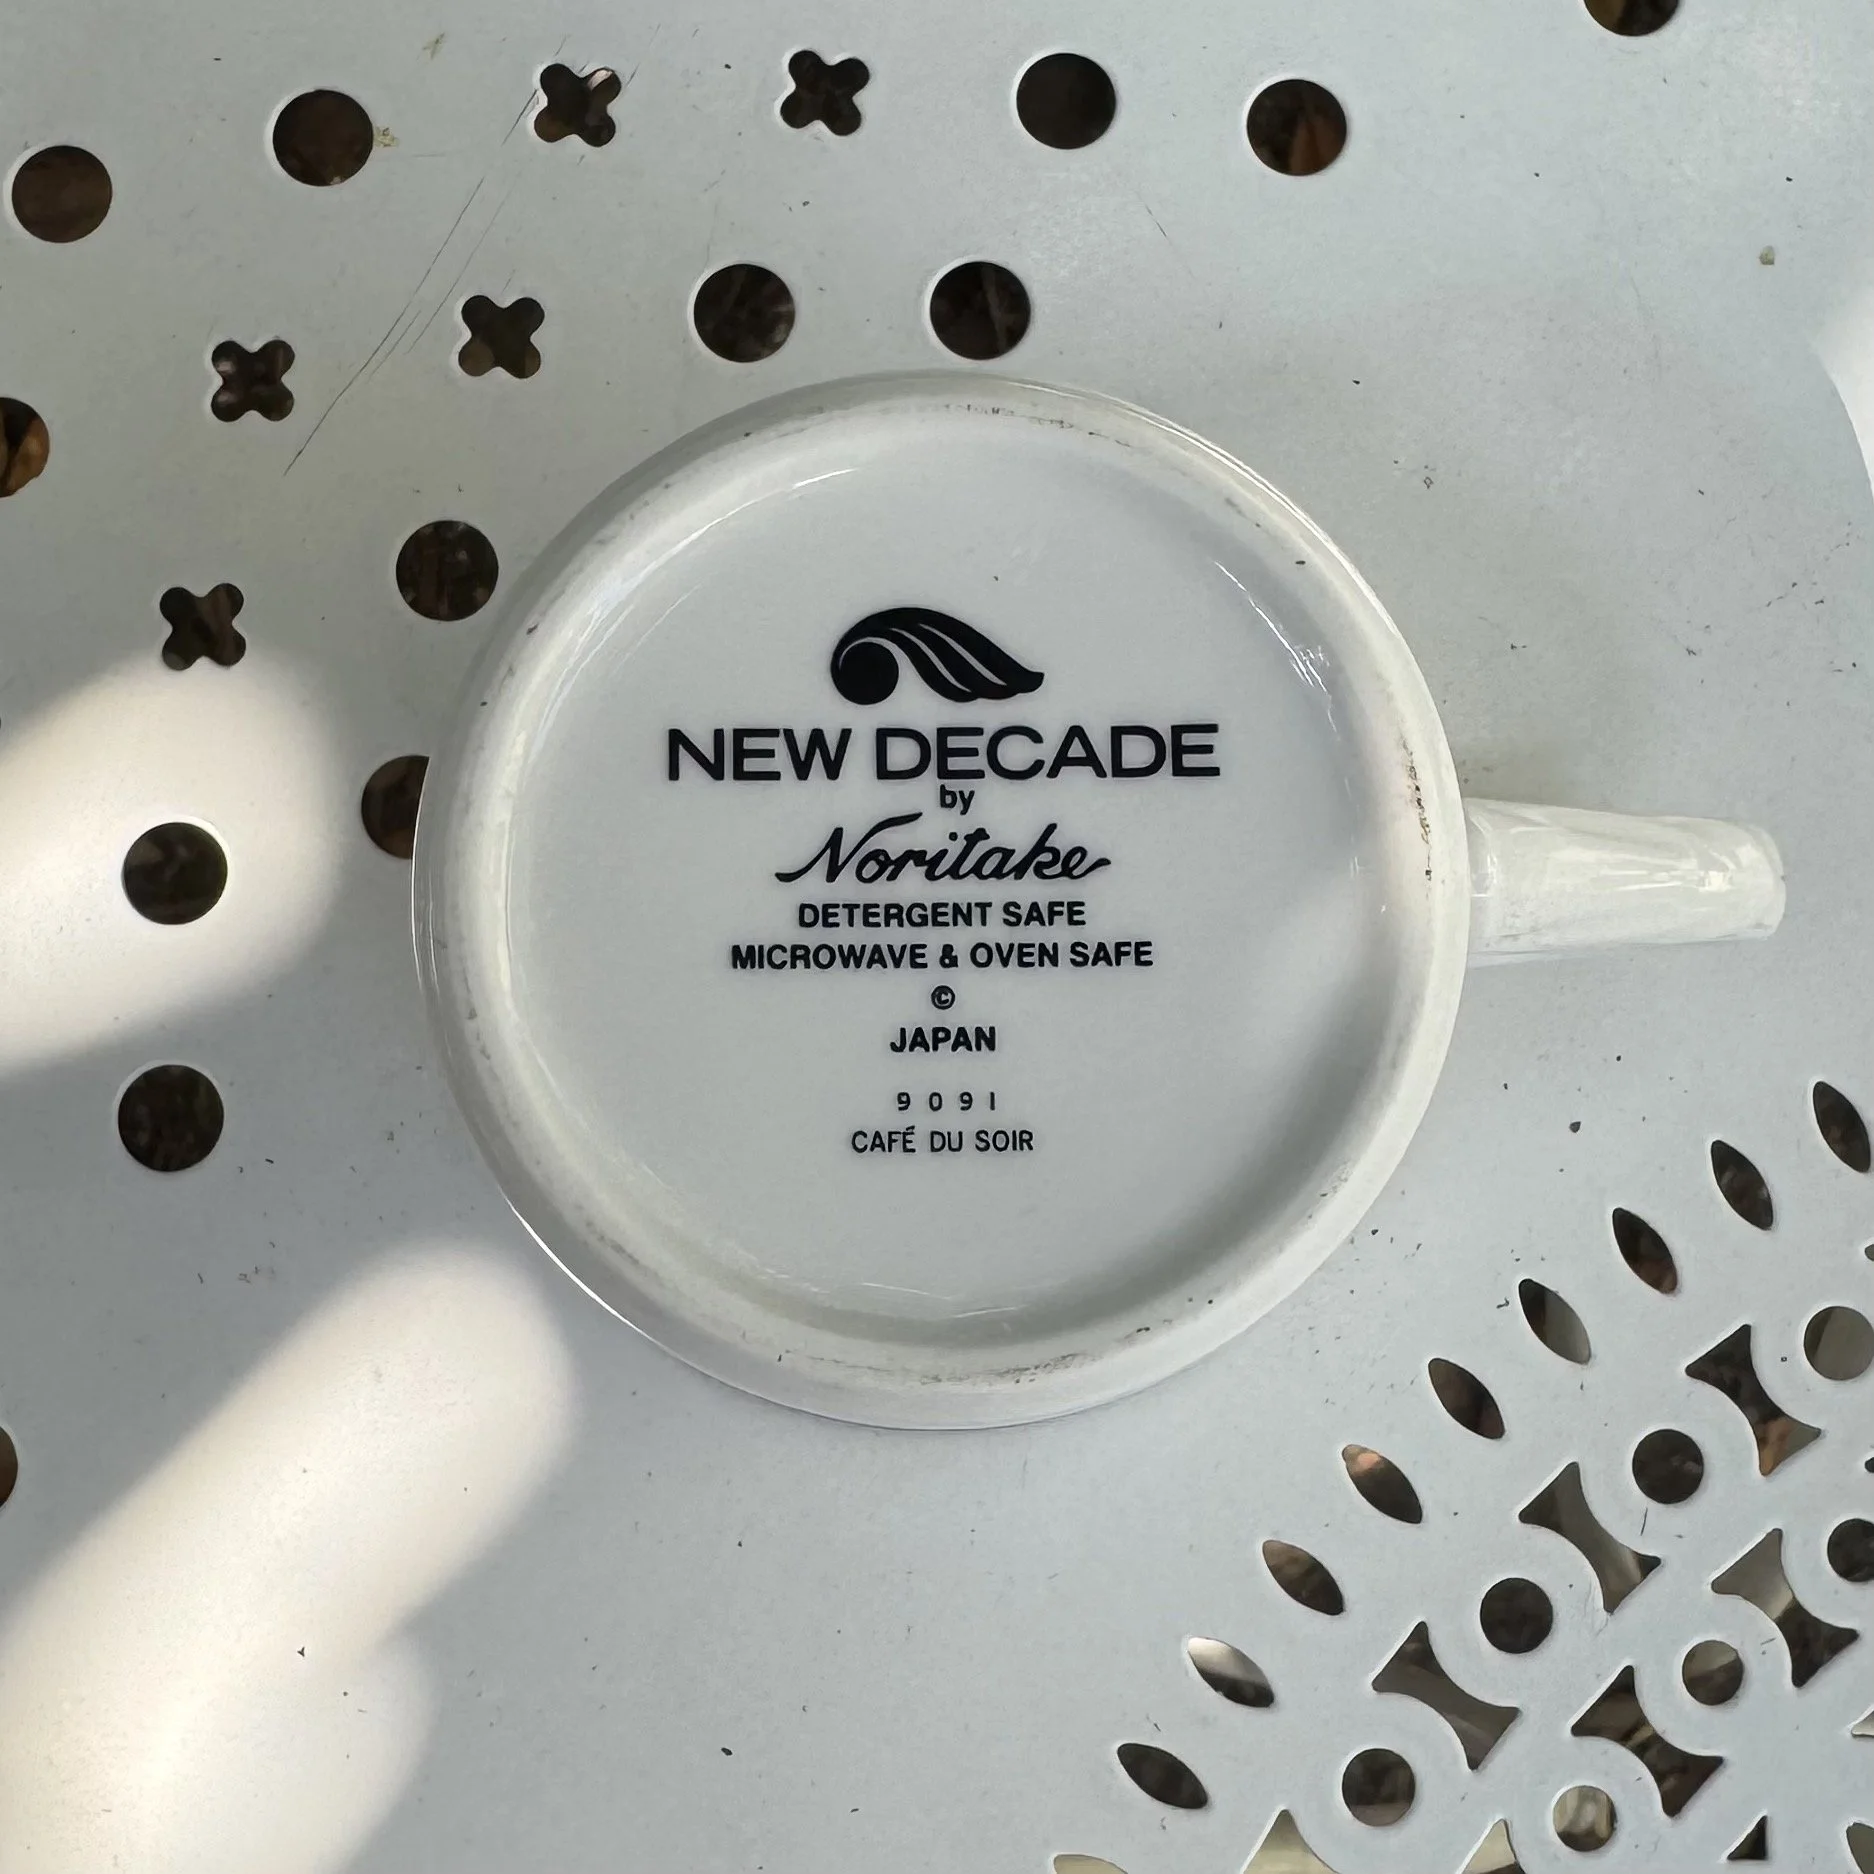 NEW DECADE
by
Noritake
DETERGENT SAFE
MICROWAVE & OVEN SAFE
©
JAPAN
9091
CAFÉ DU SOIR